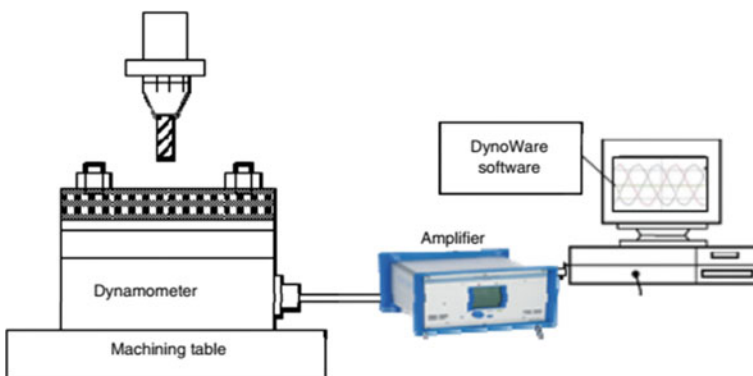 DynoWare
software
Amplifier
Dynamometer
Machining table